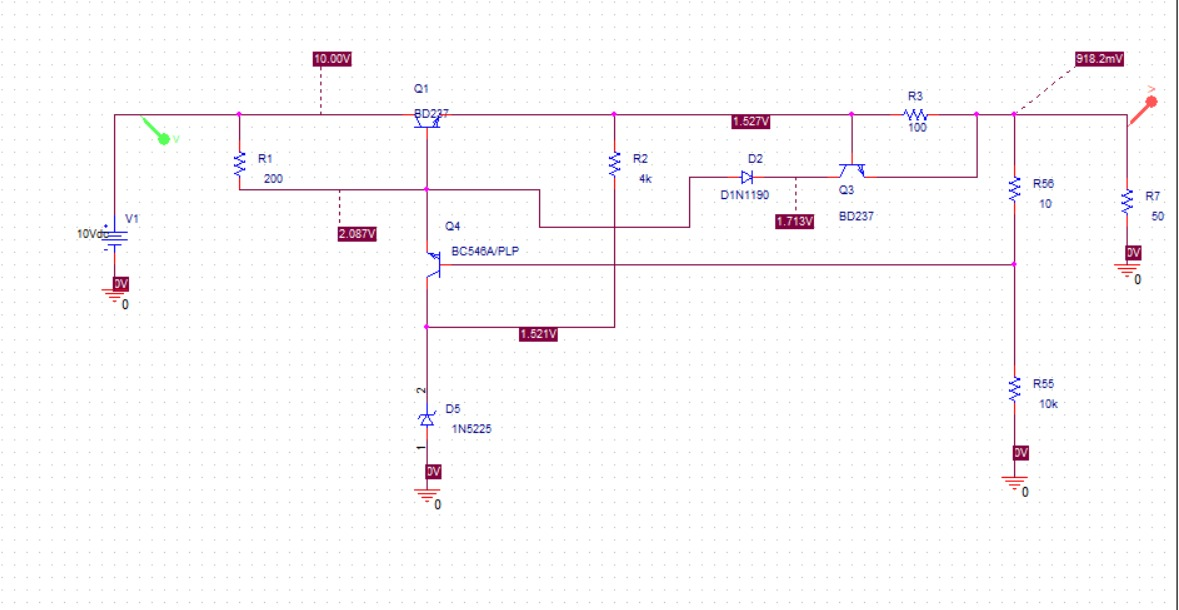 10.00V
918.2mV
Q1
BD237
R3
100
1.527V
R1
200
R2
4k
D2
D1N1190
Q3
BD237
1.713V
R56
10
R7
50
V1
10Vdc
2.087V
Q4
BC546A/PLP
0V
0
0V
0
1.521V
2
D5
1N5225
1
0V
0
R55
10k
0V
0
V
V